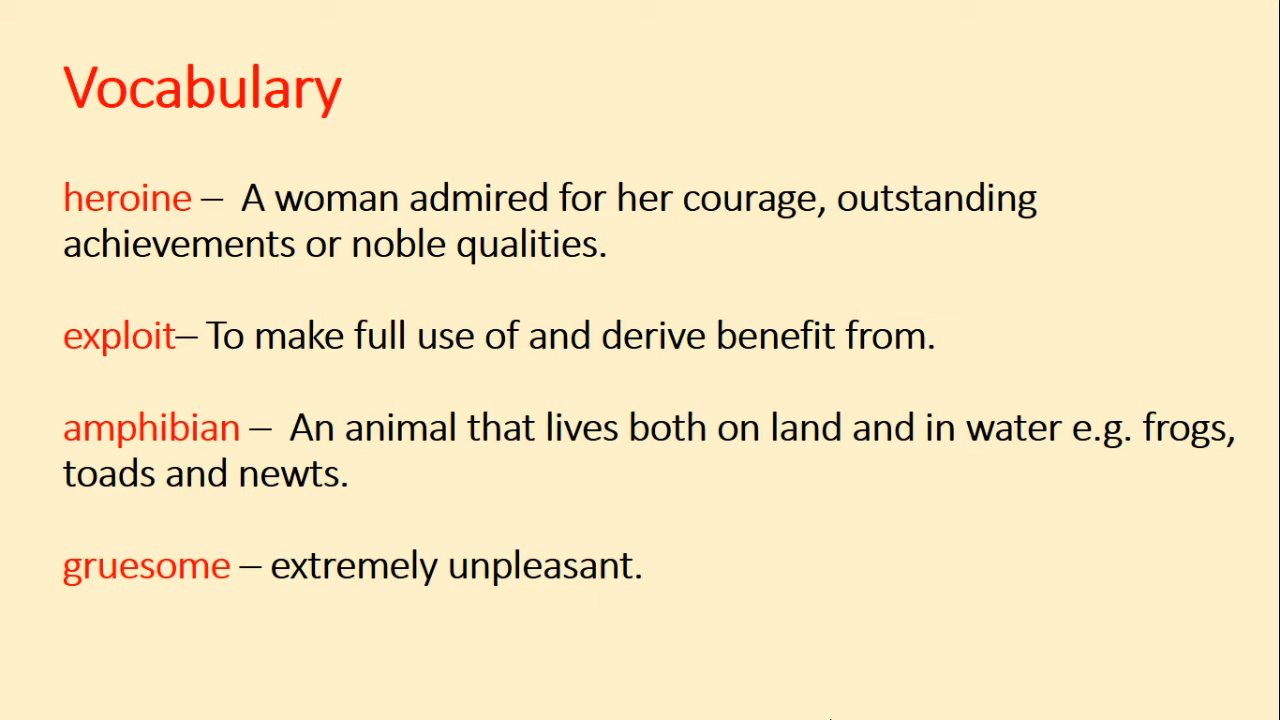 Vocabulary
heroine – A woman admired for her courage, outstanding
achievements or noble qualities.
exploit– To make full use of and derive benefit from.
amphibian – An animal that lives both on land and in water e.g. frogs,
toads and newts.
gruesome – extremely unpleasant.